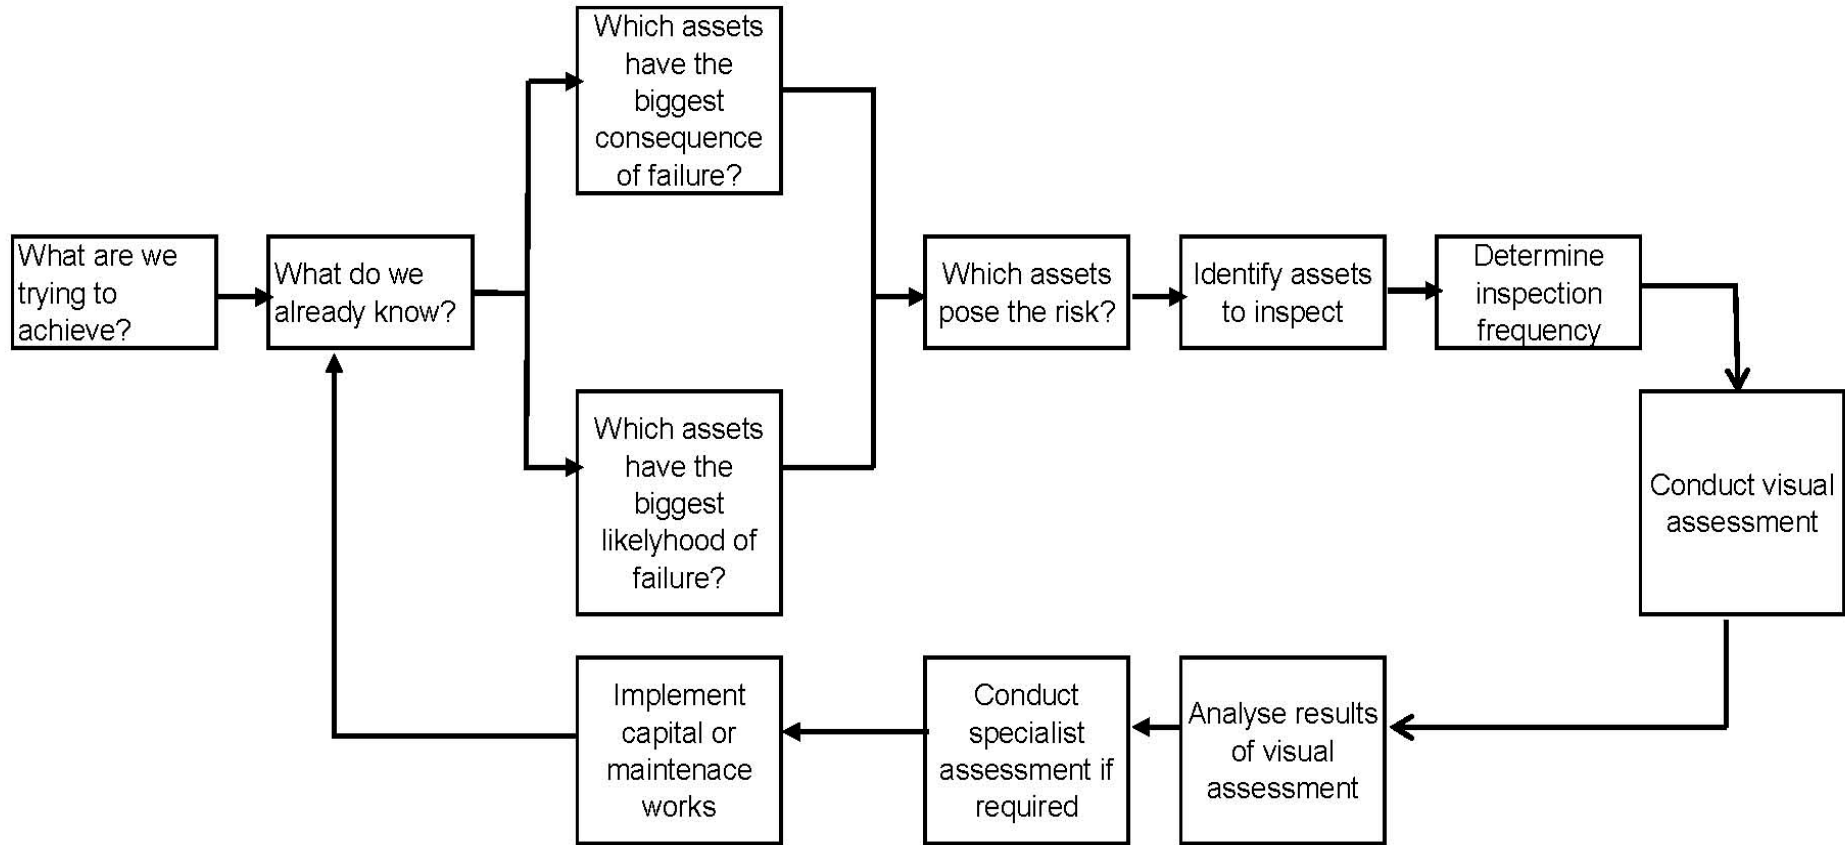 What are we
trying to
achieve?
What do we
already know?
Which assets
have the
biggest
consequence
of failure?
Which assets
have the
biggest
likelyhood of
failure?
Which assets
pose the risk?
Identify assets
to inspect
Determine
inspection
frequency
Conduct visual
assessment
Analyse results
of visual
assessment
Conduct
specialist
assessment if
required
Implement
capital or
maintenace
works